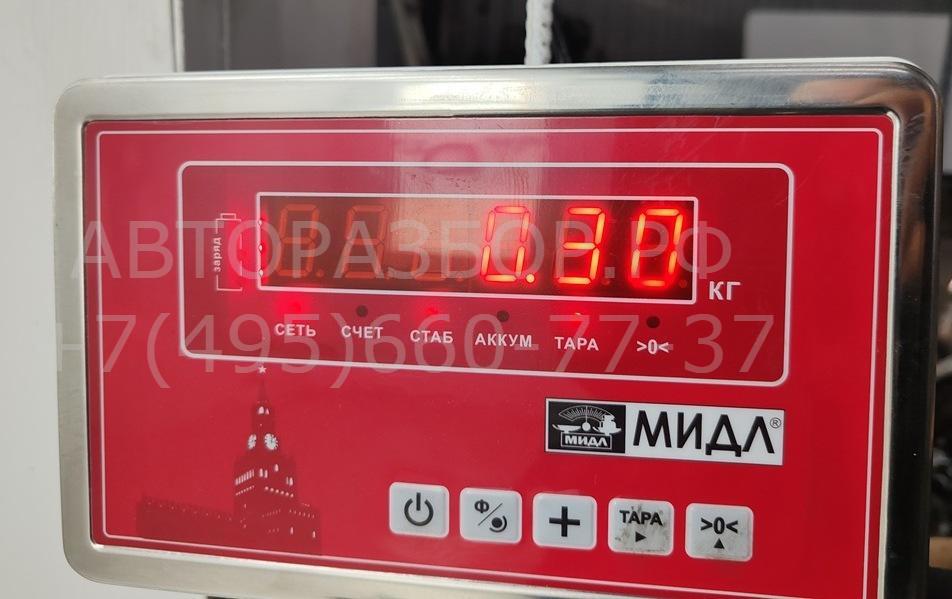 АВТОРАЗБОР.РФ
+7(495)660-77-37
заряд
0.30
КГ
СЕТЬ СЧЕТ СТАБ АККУМ ТАРА >0<
МИДЛ МИДЛ®
Ф + ТАРА >0<